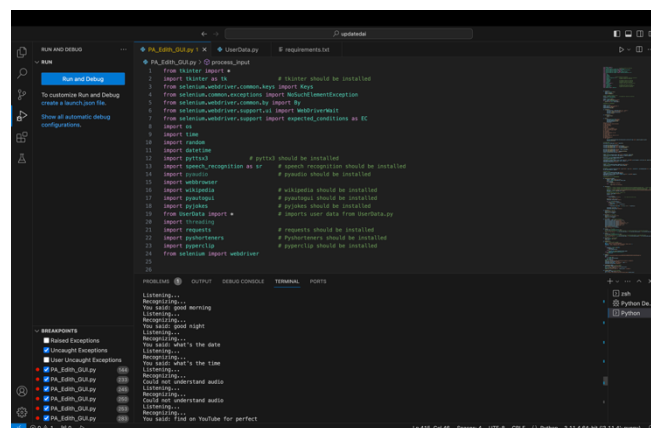 updatedai
RUN AND DEBUG
RUN
Run and Debug
To customize Run and Debug
create a launch.json file.
Show all automatic debug
configurations.
PA_Edith_GUI.py 1
UserData.py
requirements.txt
PA_Edith_GUI.py > process_input
1 from tkinter import *
2 import tkinter as tk # tkinter should be installed
3 from selenium.webdriver.common.keys import Keys
4 from selenium.common.exceptions import NoSuchElementException
5 from selenium.webdriver.common.by import By
6 from selenium.webdriver.support.ui import WebDriverWait
7 from selenium.webdriver.support import expected_conditions as EC
8 import os
9 import time
10 import random
11 import datetime
12 import pyttsx3 # pyttx3 should be installed
13 import speech_recognition as sr # speech recognition should be installed
14 import pyaudio # pyaudio should be installed
15 import webbrowser
16 import wikipedia # wikipedia should be installed
17 import pyautogui # pyautogui should be installed
18 import pyjokes # pyjokes should be installed
19 from UserData import * # imports user data from UserData.py
20 import threading
21 import requests # requests should be installed
22 import pyshorteners # Pyshorteners should be installed
23 import pyperclip # pyperclip should be installed
24 from selenium import webdriver
25
26
PROBLEMS 1 OUTPUT DEBUG CONSOLE TERMINAL PORTS
Listening...
Recognizing...
You said: good morning
Listening...
Recognizing...
You said: good night
Listening...
Recognizing...
You said: what's the date
Listening...
Recognizing...
You said: what's the time
Listening...
Recognizing...
Could not understand audio
Listening...
Recognizing...
Could not understand audio
Listening...
Recognizing...
You said: find on YouTube for perfect
zsh
Python De...
Python
BREAKPOINTS
Raised Exceptions
Uncaught Exceptions
User Uncaught Exceptions
PA_Edith_GUI.py
PA_Edith_GUI.py
PA_Edith_GUI.py
PA_Edith_GUI.py
PA_Edith_GUI.py
PA_Edith_GUI.py